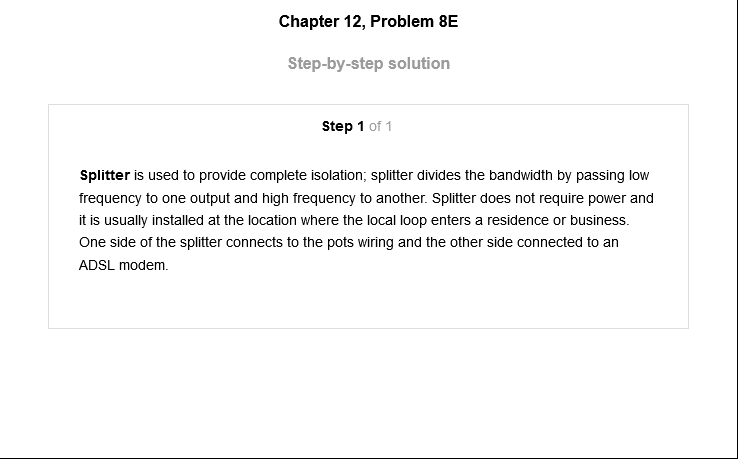 Chapter 12, Problem 8E
Step-by-step solution
Step 1 of 1
Splitter is used to provide complete isolation; splitter divides the bandwidth by passing low
frequency to one output and high frequency to another. Splitter does not require power and
it is usually installed at the location where the local loop enters a residence or business.
One side of the splitter connects to the pots wiring and the other side connected to an
ADSL modem.